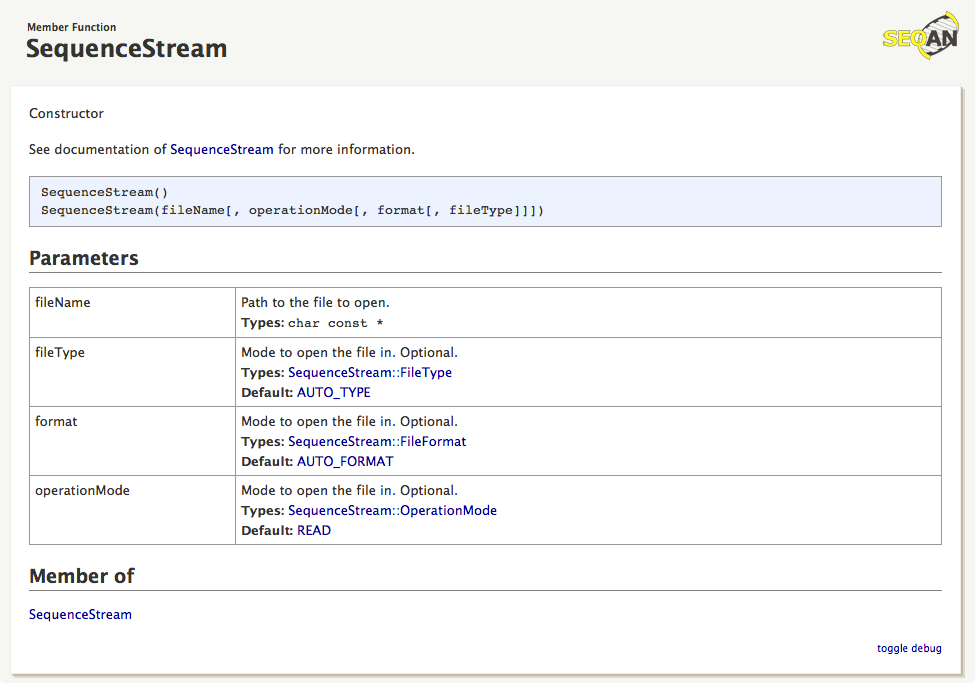 Member Function
SequenceStream
SEQAN
Constructor
See documentation of SequenceStream for more information.
SequenceStream()
SequenceStream(fileName[, operationMode[, format[, fileType]]])
Parameters
fileName
Path to the file to open.
Types: char const *
fileType
Mode to open the file in. Optional.
Types: SequenceStream::FileType
Default: AUTO_TYPE
format
Mode to open the file in. Optional.
Types: SequenceStream::FileFormat
Default: AUTO_FORMAT
operationMode
Mode to open the file in. Optional.
Types: SequenceStream::OperationMode
Default: READ
Member of
SequenceStream
toggle debug